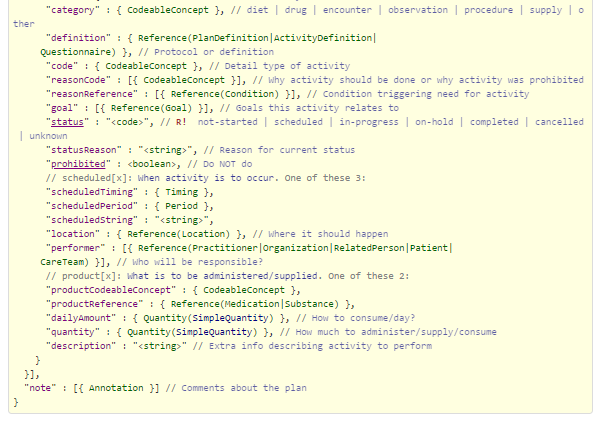 "category" : { CodeableConcept }, // diet | drug | encounter | observation | procedure | supply | o
ther
"definition" : { Reference(PlanDefinition|ActivityDefinition|
Questionnaire) }, // Protocol or definition
"code" : { CodeableConcept }, // Detail type of activity
"reasonCode" : [{ CodeableConcept }], // Why activity should be done or why activity was prohibited
"reasonReference" : [{ Reference(Condition) }], // Condition triggering need for activity
"goal" : [{ Reference(Goal) }], // Goals this activity relates to
"status" : "<code>", // R!  not-started | scheduled | in-progress | on-hold | completed | cancelled
| unknown
"statusReason" : "<string>", // Reason for current status
"prohibited" : <boolean>, // Do NOT do
// scheduled[x]: When activity is to occur. One of these 3:
"scheduledTiming" : { Timing },
"scheduledPeriod" : { Period },
"scheduledString" : "<string>",
"location" : { Reference(Location) }, // Where it should happen
"performer" : [{ Reference(Practitioner|Organization|RelatedPerson|Patient|
CareTeam) }], // Who will be responsible?
// product[x]: What is to be administered/supplied. One of these 2:
"productCodeableConcept" : { CodeableConcept },
"productReference" : { Reference(Medication|Substance) },
"dailyAmount" : { Quantity(SimpleQuantity) }, // How to consume/day?
"quantity" : { Quantity(SimpleQuantity) }, // How much to administer/supply/consume
"description" : "<string>" // Extra info describing activity to perform
}
}],
"note" : [{ Annotation }] // Comments about the plan
}